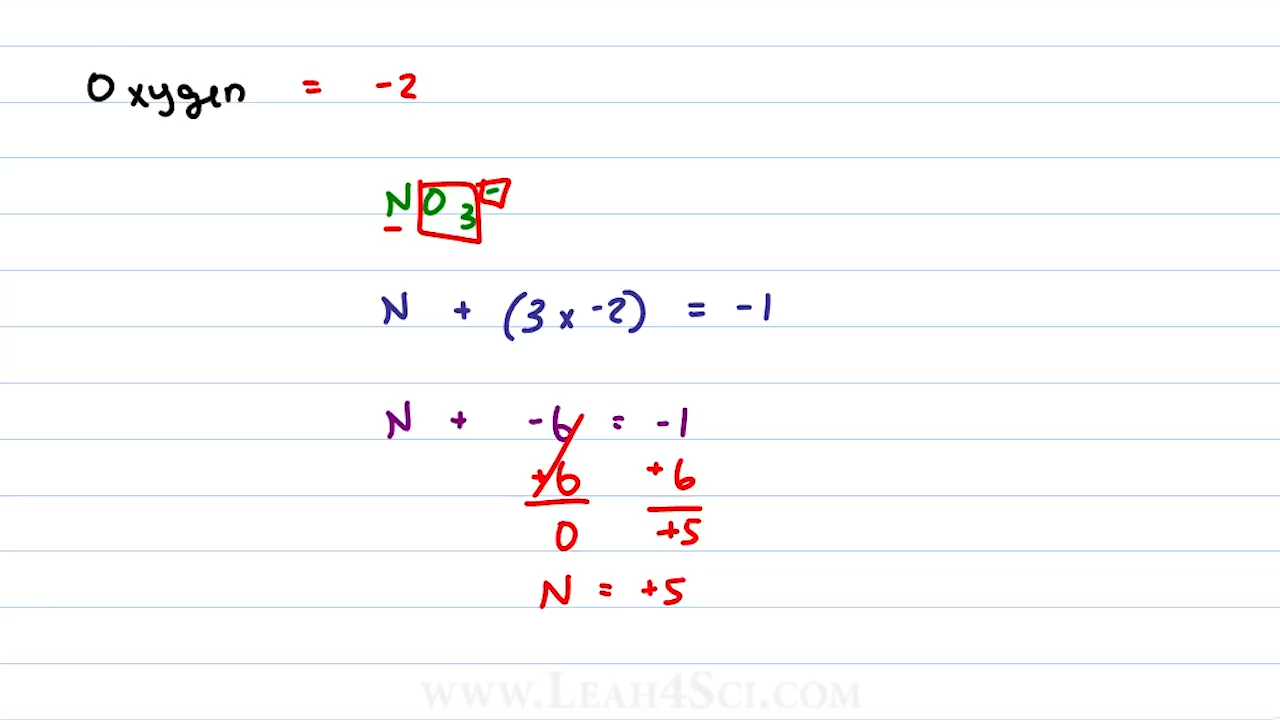 Oxygen = -2
NO3-
N + (3 x -2) = -1
N + -6 = -1
+6 +6
0 +5
N = +5
www.Leah4Sci.com